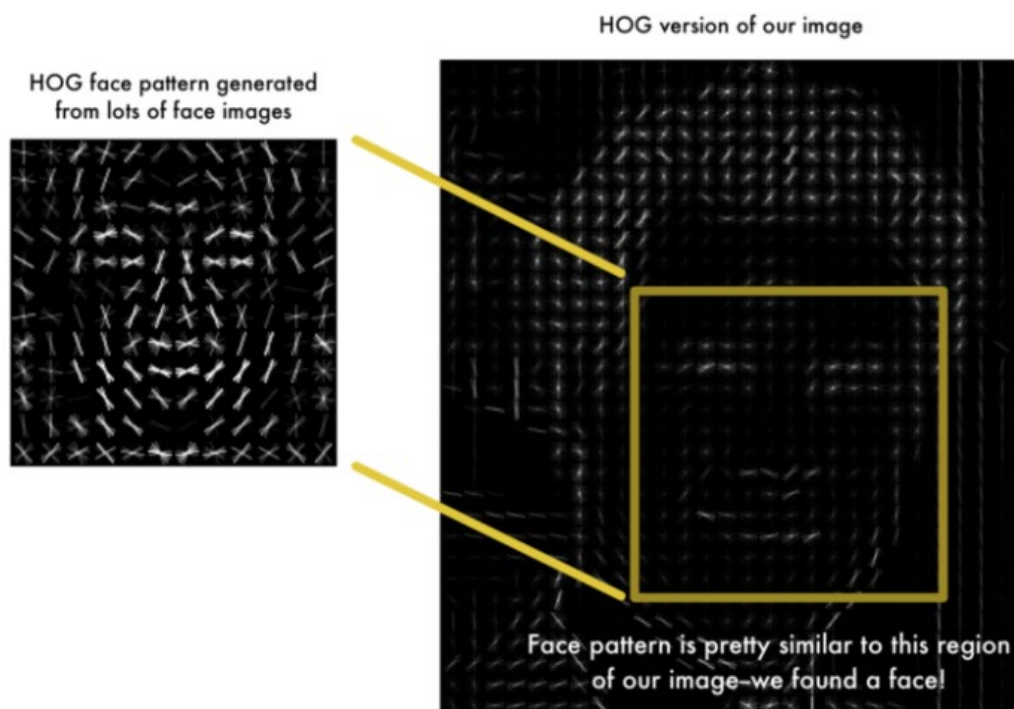 HOG version of our image
HOG face pattern generated
from lots of face images
Face pattern is pretty similar to this region
of our image–we found a face!